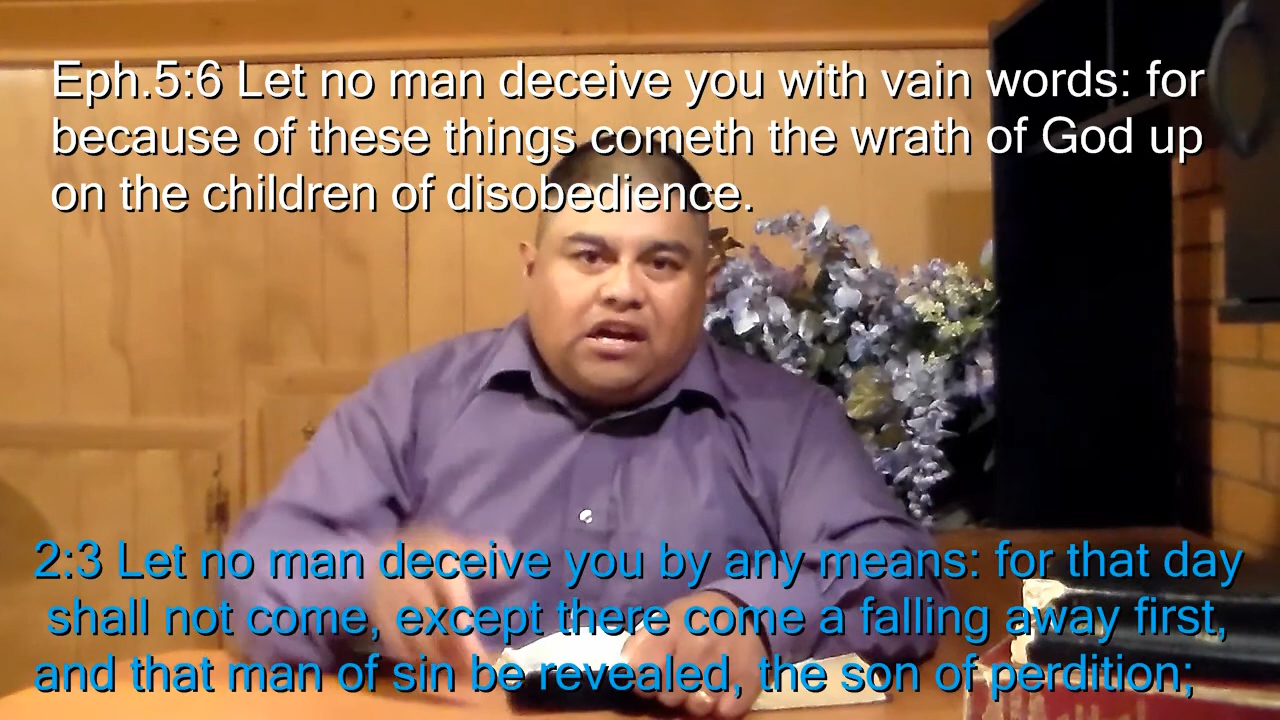 Eph.5:6 Let no man deceive you with vain words: for
because of these things cometh the wrath of God up
on the children of disobedience.
2:3 Let no man deceive you by any means: for that day
shall not come, except there come a falling away first,
and that man of sin be revealed, the son of perdition;